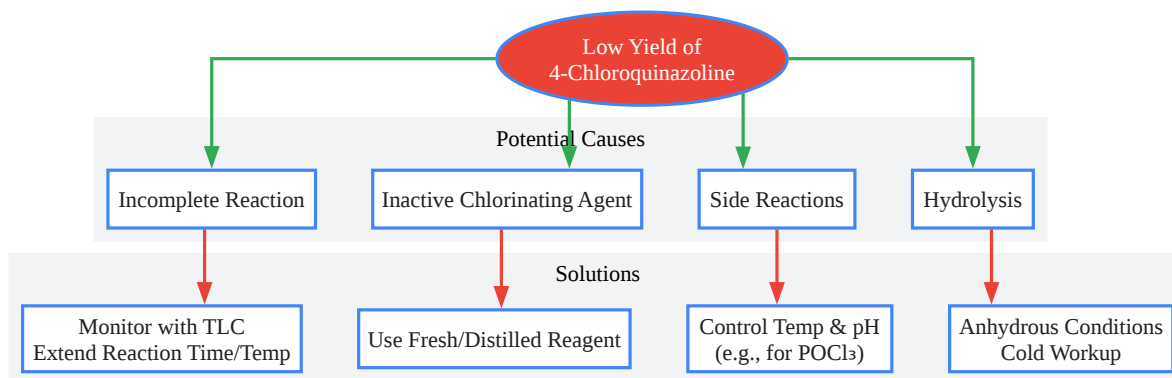 Low Yield of
4-Chloroquinazoline
Potential Causes
Incomplete Reaction
Inactive Chlorinating Agent
Side Reactions
Hydrolysis
Solutions
Monitor with TLC
Extend Reaction Time/Temp
Use Fresh/Distilled Reagent
Control Temp & pH
(e.g., for POCl₃)
Anhydrous Conditions
Cold Workup